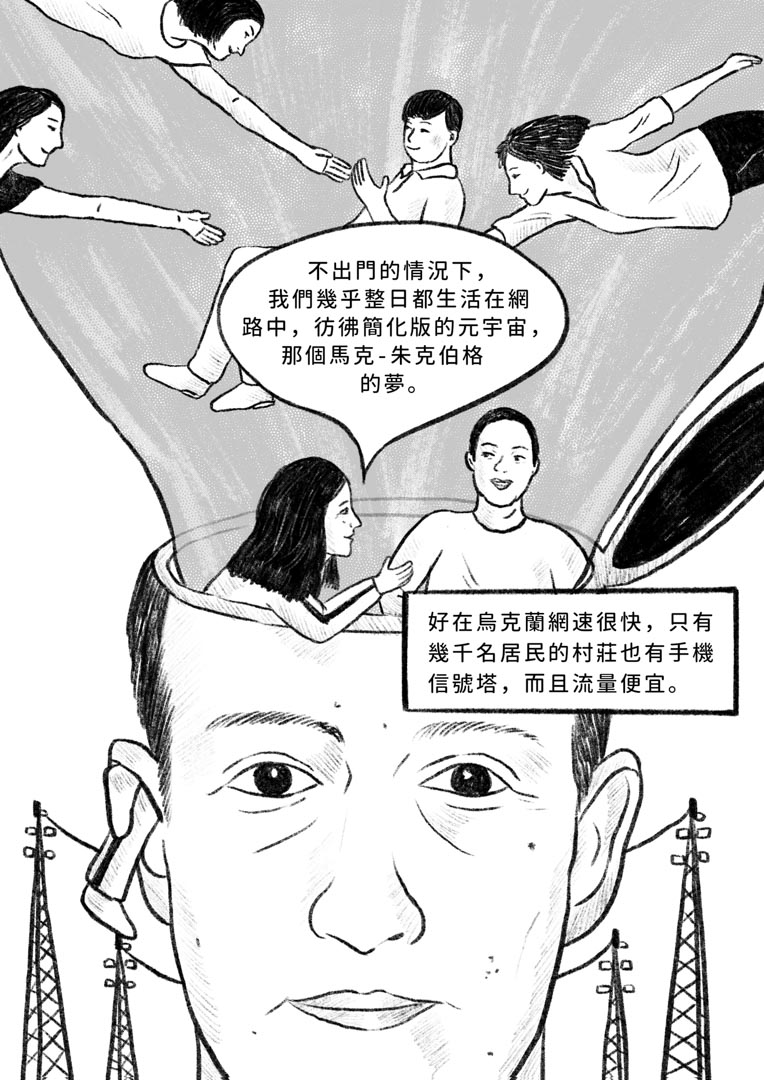 不出門的情況下，
我們幾乎整日都生活在網
路中，彷彿簡化版的元宇宙，
那個馬克-朱克伯格
的夢。
好在烏克蘭網速很快，只有
幾千名居民的村莊也有手機
信號塔，而且流量便宜。